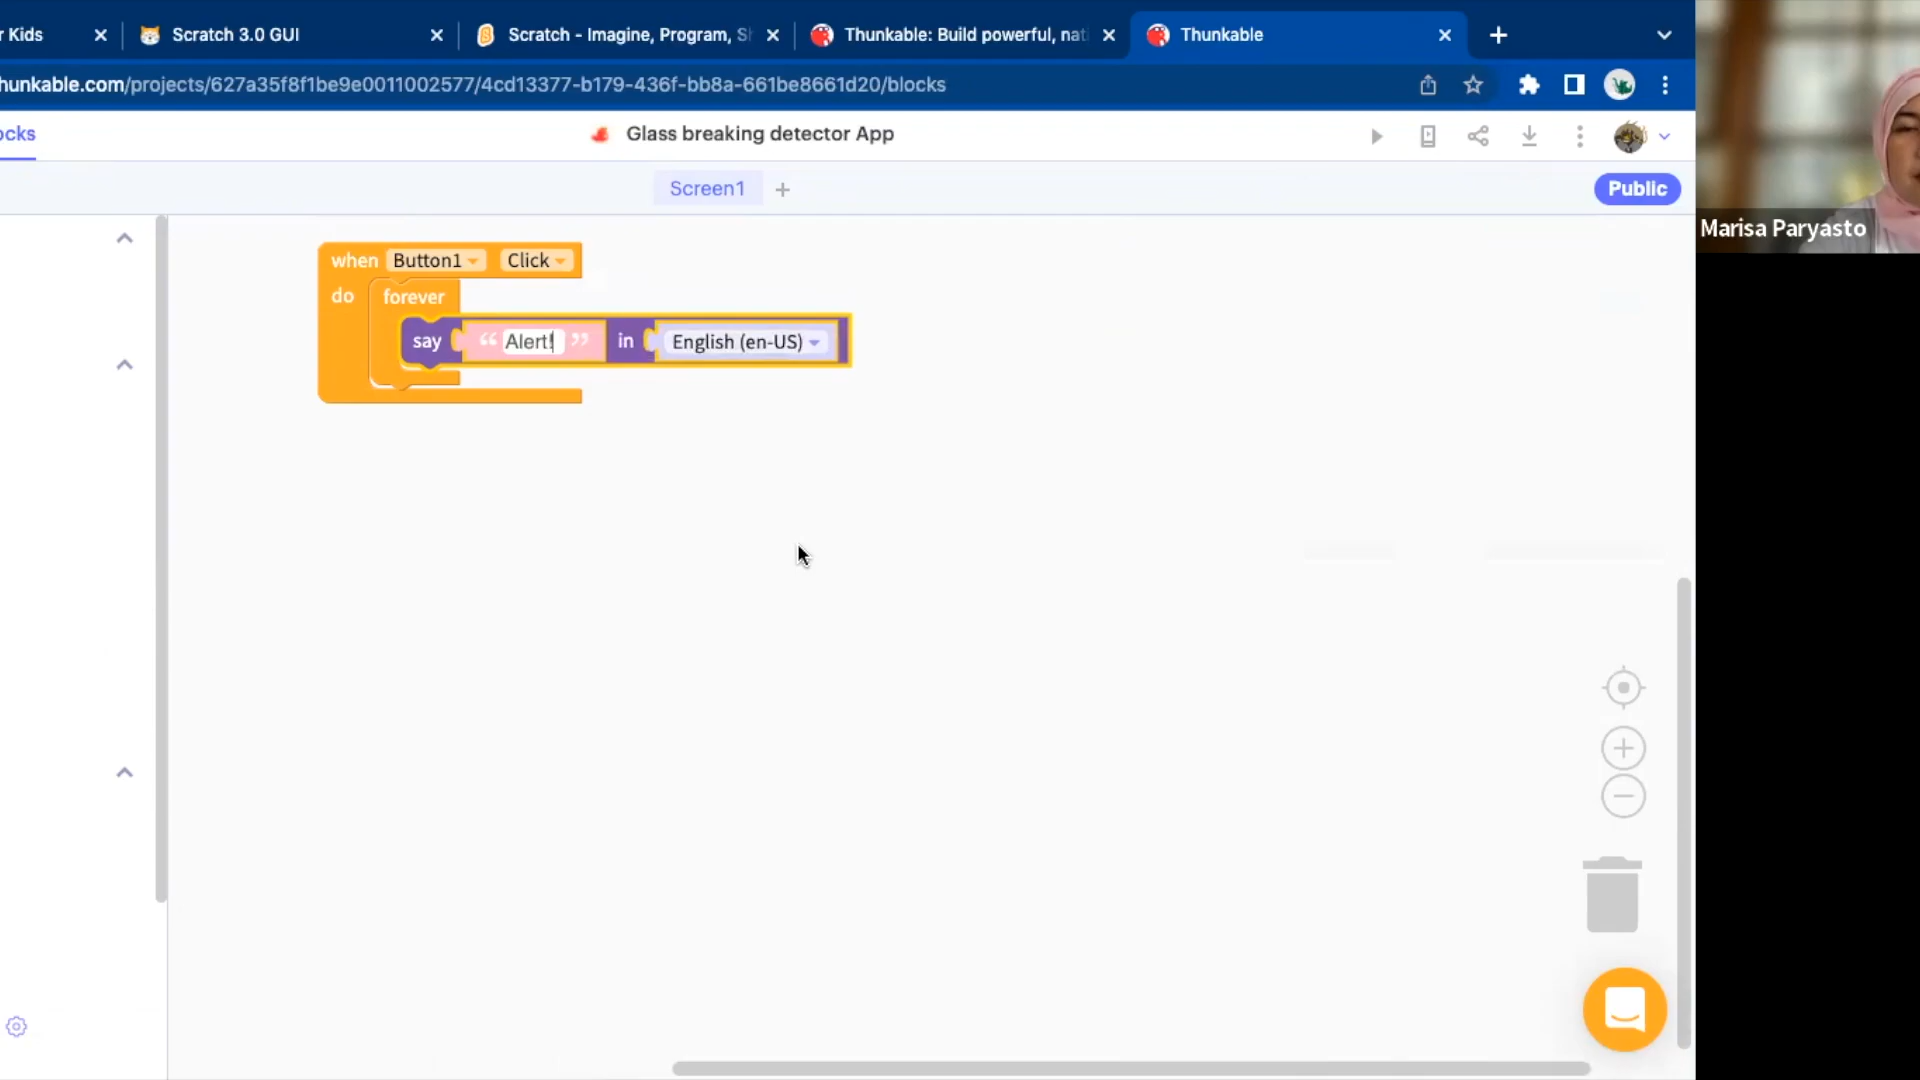 r Kids
Scratch 3.0 GUI
Scratch - Imagine, Program, Sh
Thunkable: Build powerful, nati
Thunkable
hunkable.com/projects/627a35f8f1be9e0011002577/4cd13377-b179-436f-bb8a-661be8661d20/blocks
ocks
Glass breaking detector App
Screen1
Public
when Button1 Click
do forever
say “ Alert! ” in English (en-US)
Marisa Paryasto